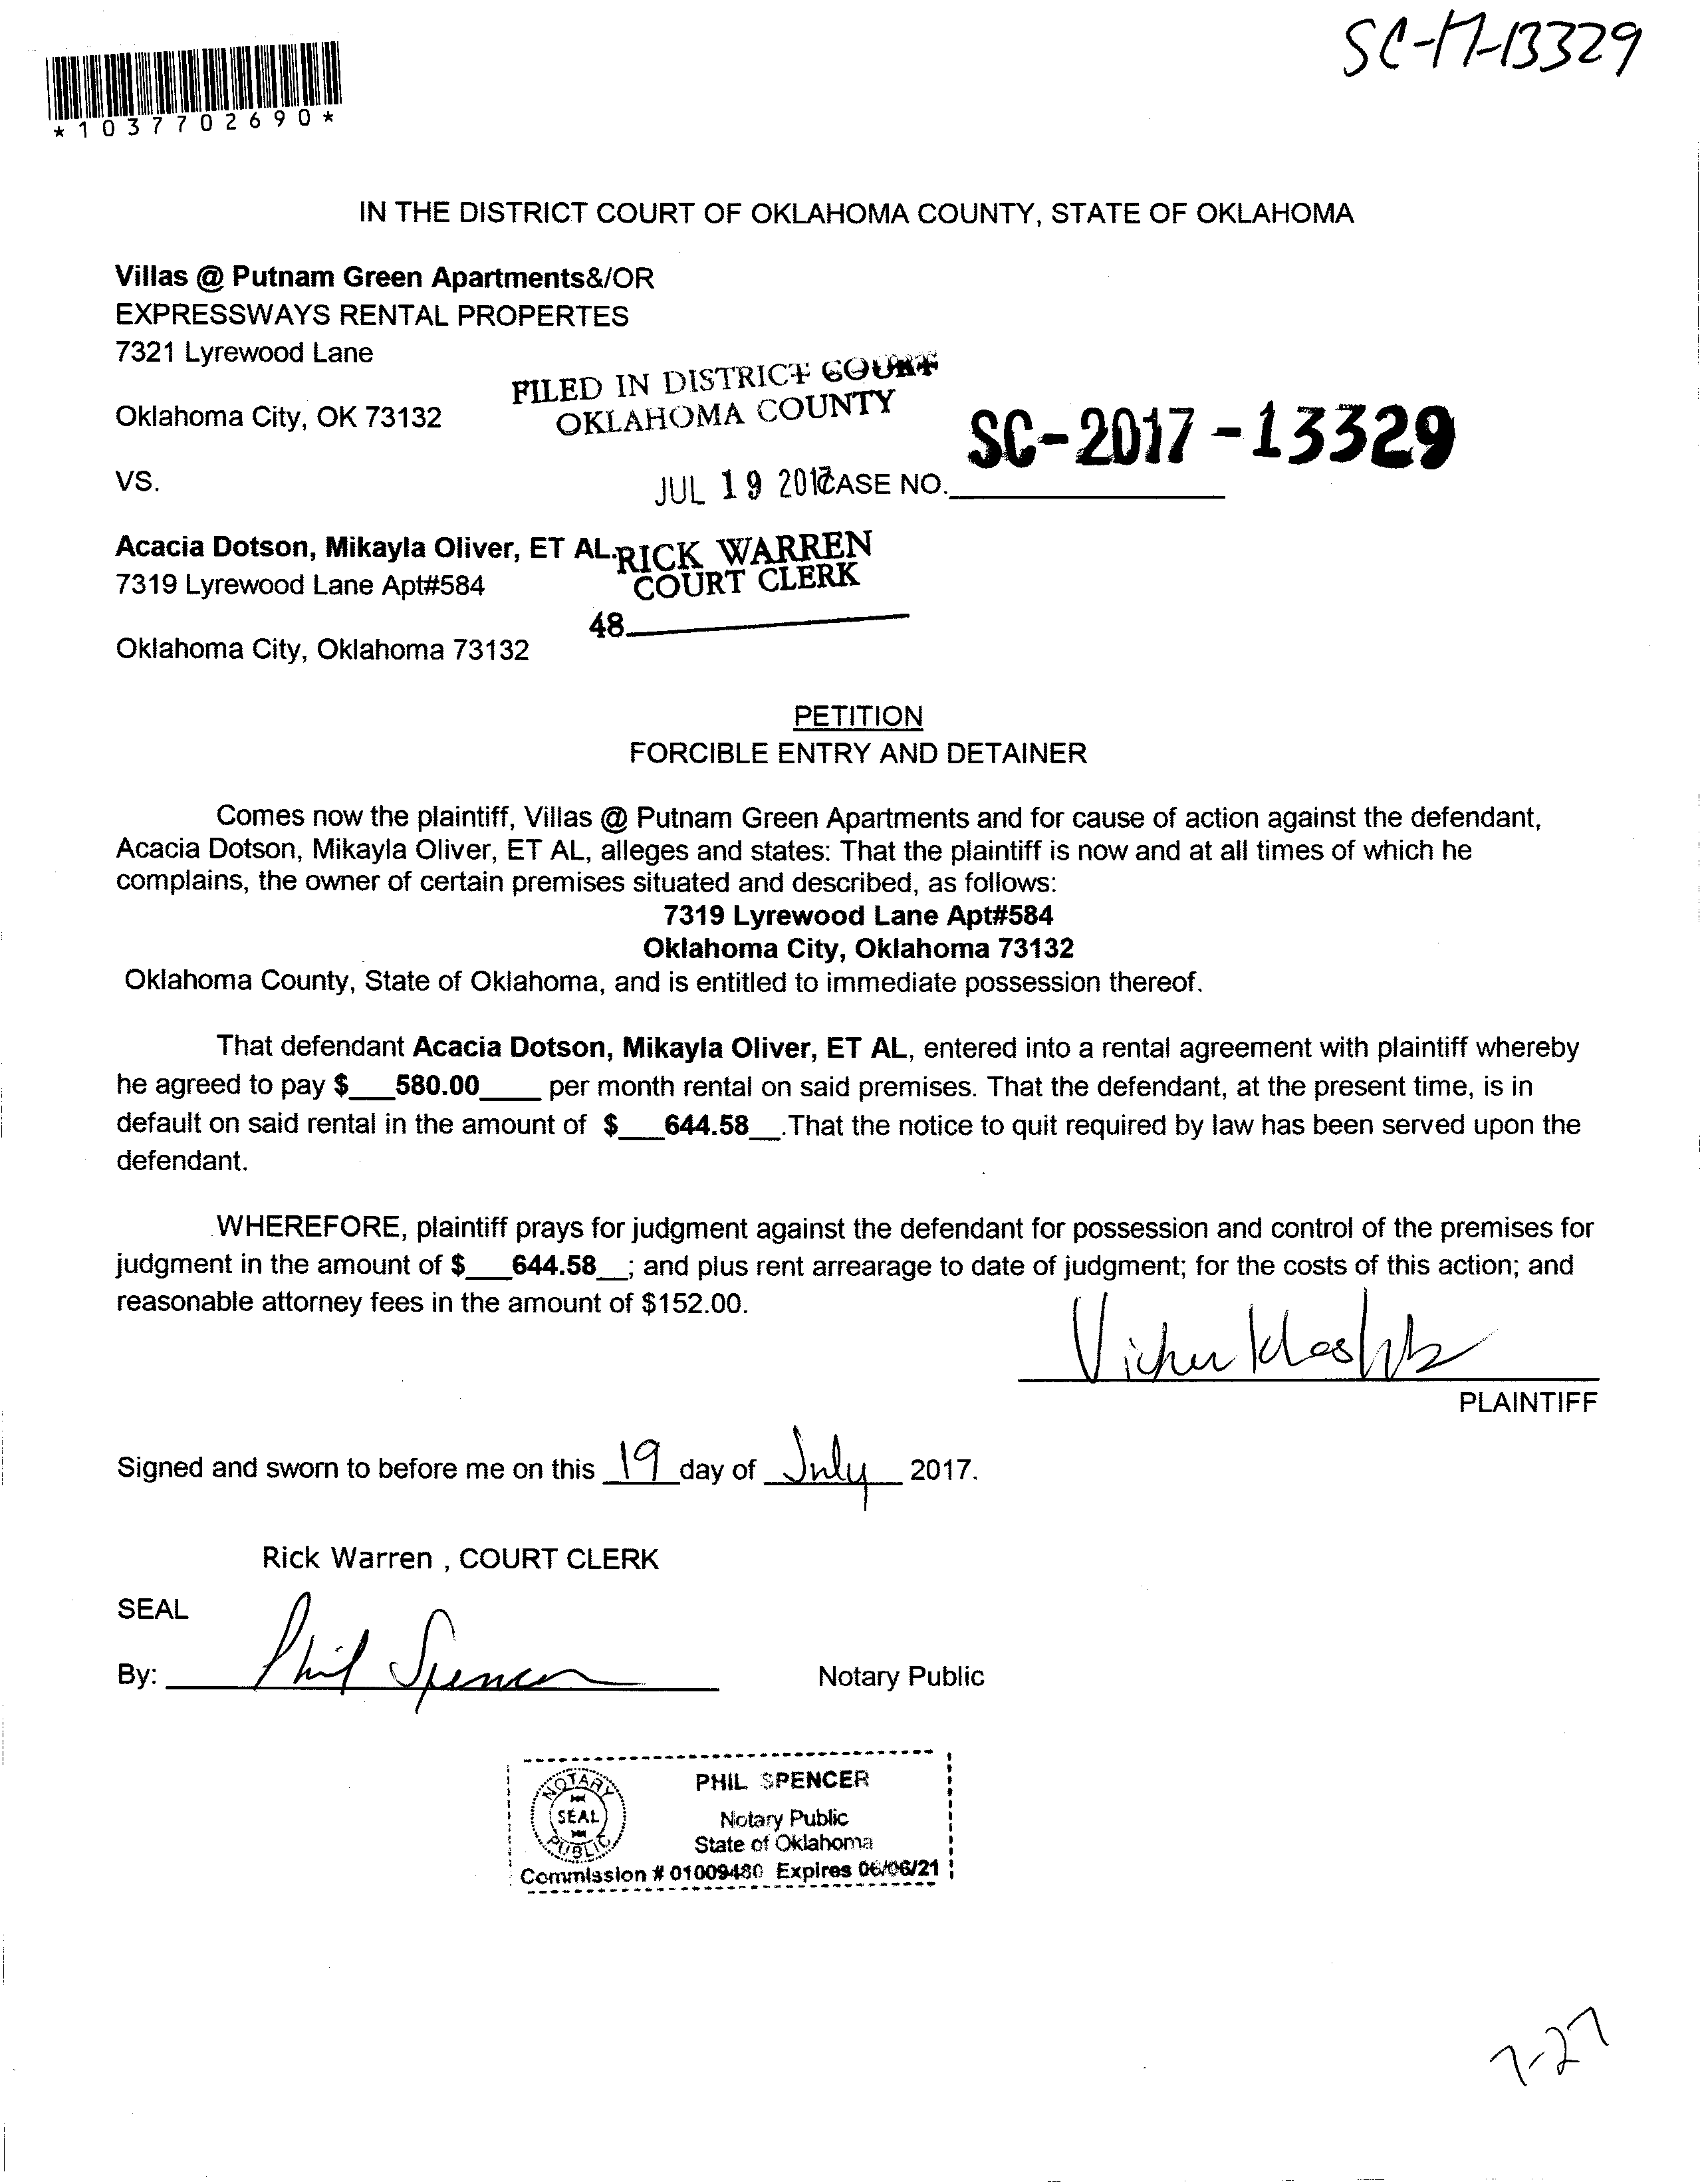 SC-17-13329
*1037702690*
IN THE DISTRICT COURT OF OKLAHOMA COUNTY, STATE OF OKLAHOMA
Villas @ Putnam Green Apartments&/OR
EXPRESSWAYS RENTAL PROPERTES
7321 Lyrewood Lane
FILED IN DISTRICT COURT
OKLAHOMA COUNTY
Oklahoma City, OK 73132
SC-2017-13329
VS.
JUL 19 2017 CASE NO.
Acacia Dotson, Mikayla Oliver, ET AL.
RICK WARREN
COURT CLERK
7319 Lyrewood Lane Apt#584
48
Oklahoma City, Oklahoma 73132
PETITION
FORCIBLE ENTRY AND DETAINER
Comes now the plaintiff, Villas @ Putnam Green Apartments and for cause of action against the defendant,
Acacia Dotson, Mikayla Oliver, ET AL, alleges and states: That the plaintiff is now and at all times of which he
complains, the owner of certain premises situated and described, as follows:
7319 Lyrewood Lane Apt#584
Oklahoma City, Oklahoma 73132
Oklahoma County, State of Oklahoma, and is entitled to immediate possession thereof.
That defendant Acacia Dotson, Mikayla Oliver, ET AL, entered into a rental agreement with plaintiff whereby
he agreed to pay $___580.00____ per month rental on said premises. That the defendant, at the present time, is in
default on said rental in the amount of $___644.58__.That the notice to quit required by law has been served upon the
defendant.
WHEREFORE, plaintiff prays for judgment against the defendant for possession and control of the premises for
judgment in the amount of $___644.58__; and plus rent arrearage to date of judgment; for the costs of this action; and
reasonable attorney fees in the amount of $152.00.
PLAINTIFF
Signed and sworn to before me on this 19 day of July 2017.
Rick Warren , COURT CLERK
SEAL
By: Phil Spencer Notary Public
NOTARY
SEAL
PUBLIC
PHIL SPENCER
Notary Public
State of Oklahoma
Commission # 01009480 Expires 06/06/21
7-27